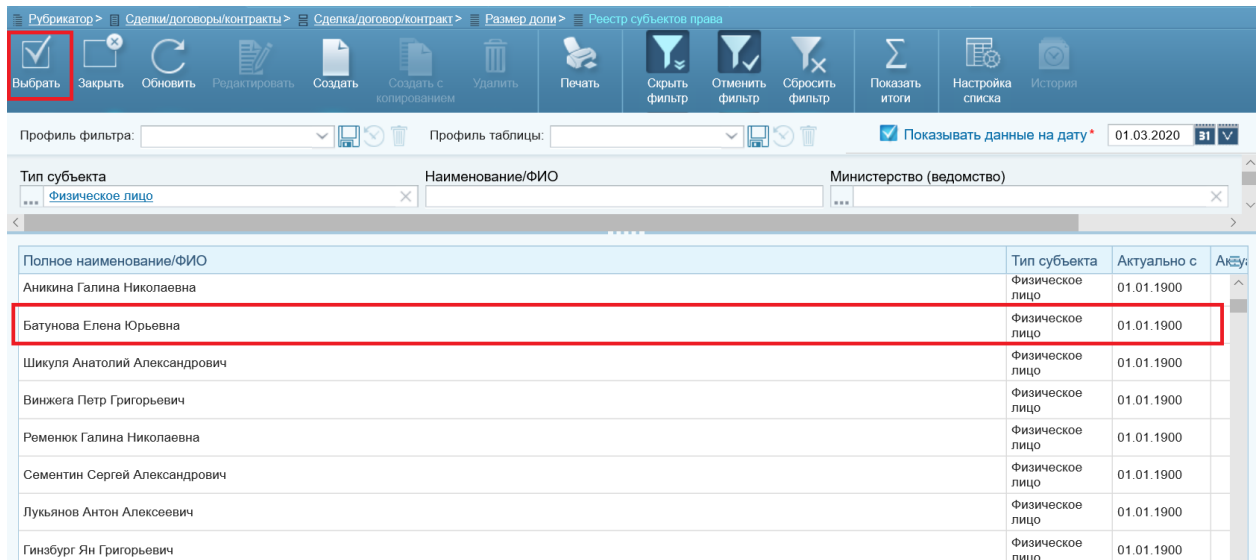 Рубрикатор > Сделки/договоры/контракты > Сделка/договор/контракт > Размер доли > Реестр субъектов права
Выбрать Закрыть Обновить Редактировать Создать Создать с копированием Удалить Печать Скрыть фильтр Отменить фильтр Сбросить фильтр Показать итоги Настройка списка История
Профиль фильтра: Профиль таблицы: Показывать данные на дату* 01.03.2020 31
Тип субъекта Наименование/ФИО Министерство (ведомство)
... Физическое лицо ...
Полное наименование/ФИО Тип субъекта Актуально с
Аникина Галина Николаевна Физическое лицо 01.01.1900
Батунова Елена Юрьевна Физическое лицо 01.01.1900
Шикуля Анатолий Александрович Физическое лицо 01.01.1900
Винжега Петр Григорьевич Физическое лицо 01.01.1900
Ременюк Галина Николаевна Физическое лицо 01.01.1900
Сементин Сергей Александрович Физическое лицо 01.01.1900
Лукьянов Антон Алексеевич Физическое лицо 01.01.1900
Гинзбург Ян Григорьевич Физическое лицо 01.01.1900